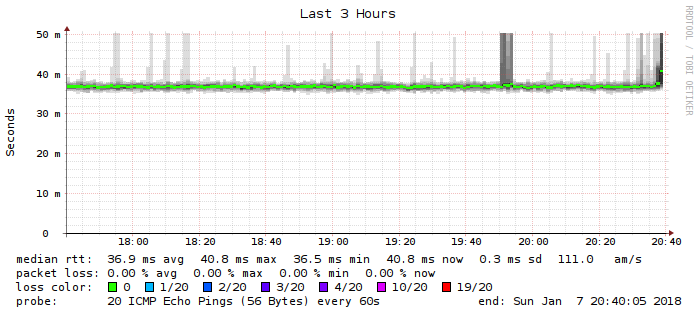 Last 3 Hours
RRDTOOL / TOBI OETIKER
Seconds
50 m
40 m
30 m
20 m
10 m
0
18:00 18:20 18:40 19:00 19:20 19:40 20:00 20:20 20:40
median rtt: 36.9 ms avg 40.8 ms max 36.5 ms min 40.8 ms now 0.3 ms sd 111.0 am/s
packet loss: 0.00 % avg 0.00 % max 0.00 % min 0.00 % now
loss color: 0 1/20 2/20 3/20 4/20 10/20 19/20
probe: 20 ICMP Echo Pings (56 Bytes) every 60s end: Sun Jan 7 20:40:05 2018